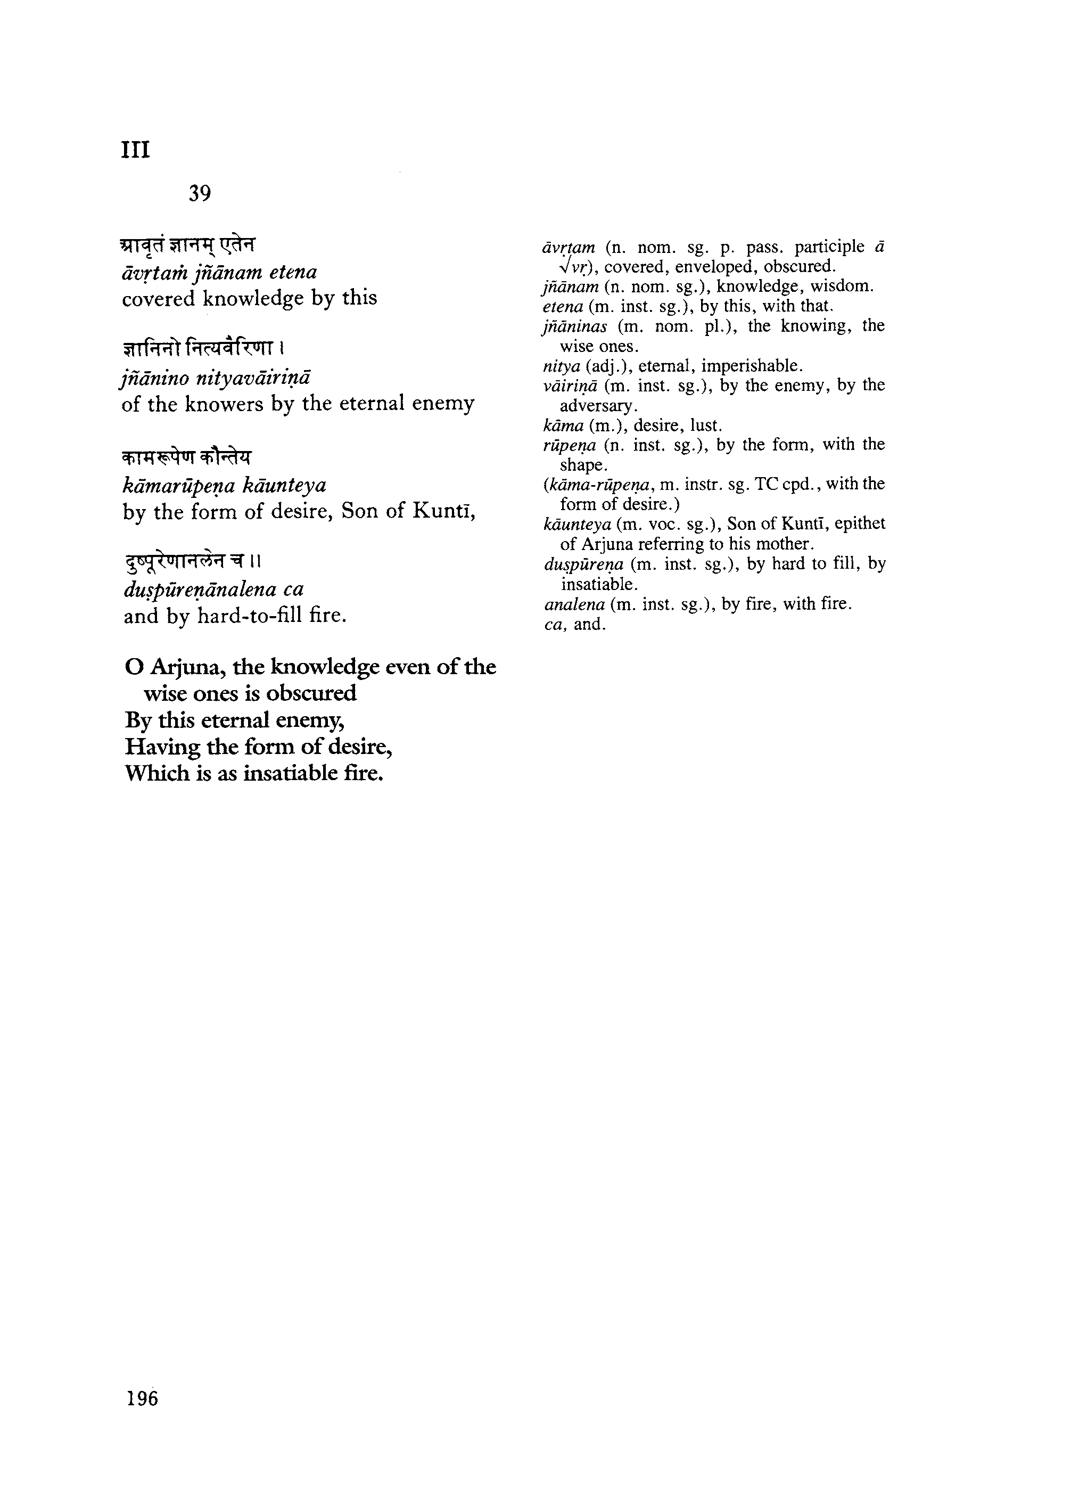 III
39
आवृतं ज्ञानम् एतेन
āvṛtaṁ jñānam etena
covered knowledge by this
ज्ञानिनो नित्यवैरिणा ।
jñānino nityavāiriṇā
of the knowers by the eternal enemy
कामरूपेण कौन्तेय
kāmarūpeṇa kāunteya
by the form of desire, Son of Kuntī,
दुष्पूरेणानलेन च ॥
duṣpūreṇānalena ca
and by hard-to-fill fire.
O Arjuna, the knowledge even of the
wise ones is obscured
By this eternal enemy,
Having the form of desire,
Which is as insatiable fire.
āvṛtam (n. nom. sg. p. pass. participle ā
√vṛ), covered, enveloped, obscured.
jñānam (n. nom. sg.), knowledge, wisdom.
etena (m. inst. sg.), by this, with that.
jñāninas (m. nom. pl.), the knowing, the
wise ones.
nitya (adj.), eternal, imperishable.
vāiriṇā (m. inst. sg.), by the enemy, by the
adversary.
kāma (m.), desire, lust.
rūpeṇa (n. inst. sg.), by the form, with the
shape.
(kāma-rūpeṇa, m. instr. sg. TC cpd., with the
form of desire.)
kāunteya (m. voc. sg.), Son of Kuntī, epithet
of Arjuna referring to his mother.
duṣpūreṇa (m. inst. sg.), by hard to fill, by
insatiable.
analena (m. inst. sg.), by fire, with fire.
ca, and.
196